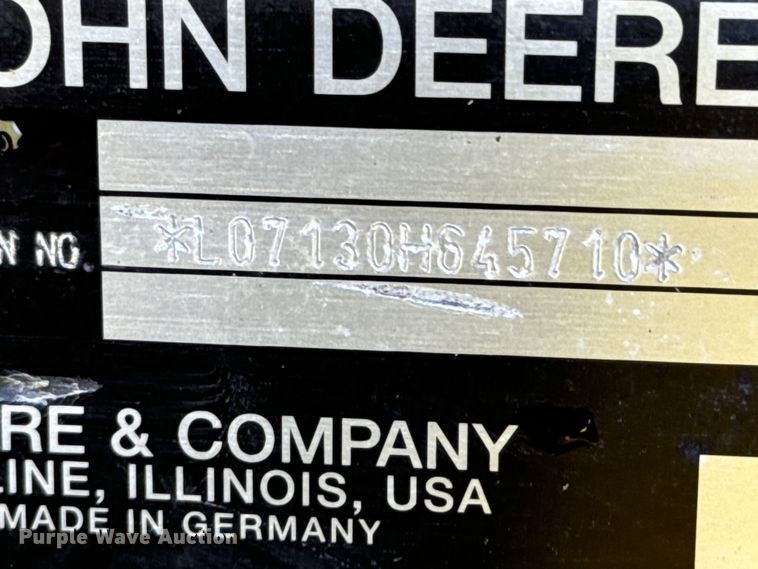 OHN DEERE
N NO. *L07130H645710*
RE & COMPANY
LINE, ILLINOIS, USA
MADE IN GERMANY
Purple Wave Auction